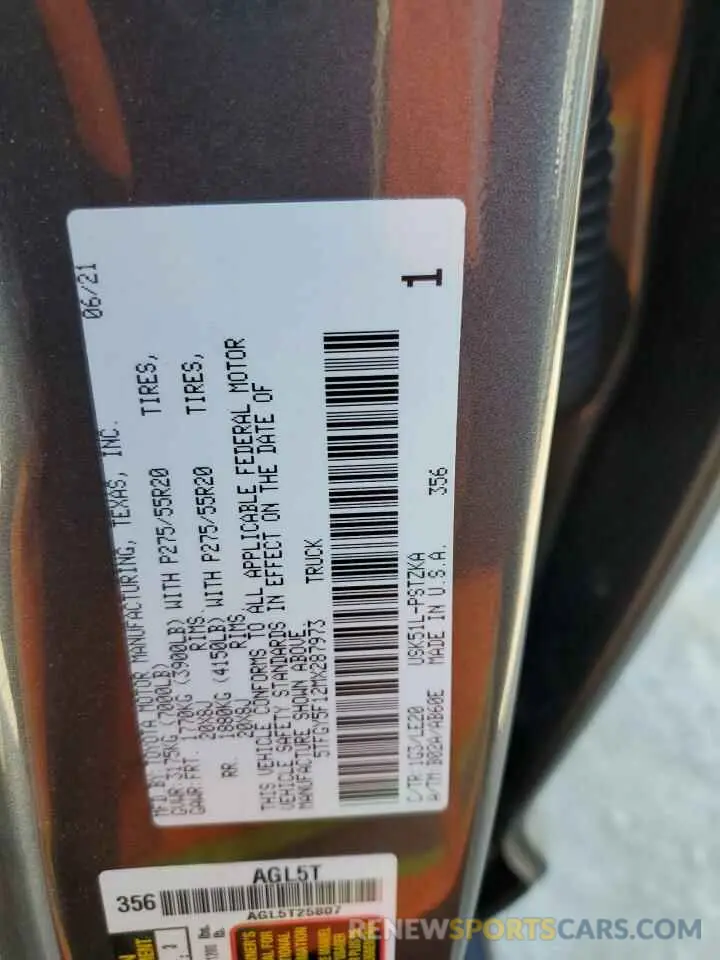 MFD BY: TOYOTA MOTOR MANUFACTURING, TEXAS, INC. 06/21
GVWR 3175KG (7000LB)
GAWR FRT. 1770KG (3900LB) WITH P275/55R20 TIRES,
20X8J RIMS.
RR. 1880KG (4150LB) WITH P275/55R20 TIRES,
20X8J RIMS
THIS VEHICLE CONFORMS TO ALL APPLICABLE FEDERAL MOTOR
VEHICLE SAFETY STANDARDS IN EFFECT ON THE DATE OF
MANUFACTURE SHOWN ABOVE.
5TFGY5F12MX287973 TRUCK
1
C/TR 1G3/LE20 USK51L-PSTZKA 356
A/TM B02A/AB60E MADE IN U.S.A.
AGL5T
356
AGL5T25807
RENEWSPORTSCARS.COM